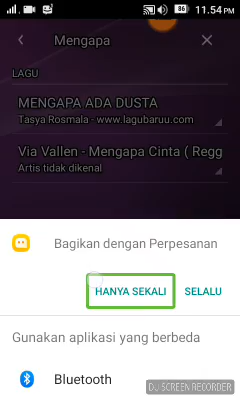 86 11.54 PM
Mengapa
LAGU
MENGAPA ADA DUSTA
Tasya Rosmala - www.lagubaruu.com
Via Vallen - Mengapa Cinta ( Regg
Artis tidak dikenal
Bagikan dengan Perpesanan
HANYA SEKALI SELALU
Gunakan aplikasi yang berbeda
Bluetooth
DU SCREEN RECORDER